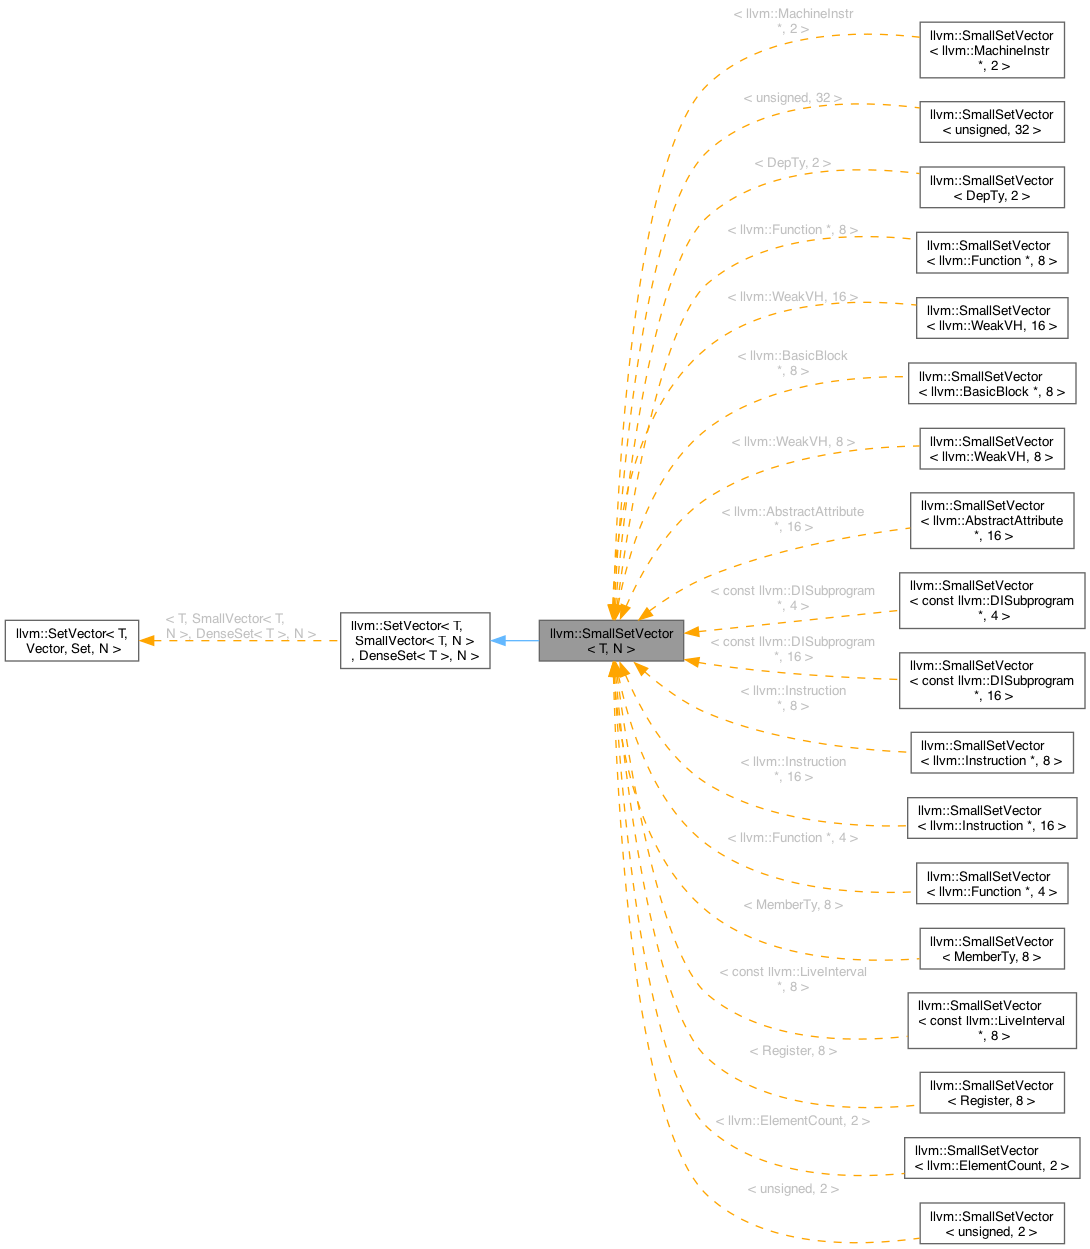 < llvm::MachineInstr
*, 2 >
llvm::SmallSetVector
< llvm::MachineInstr
*, 2 >
< unsigned, 32 >
llvm::SmallSetVector
< unsigned, 32 >
< DepTy, 2 >
llvm::SmallSetVector
< DepTy, 2 >
< llvm::Function *, 8 >
llvm::SmallSetVector
< llvm::Function *, 8 >
< llvm::WeakVH, 16 >
llvm::SmallSetVector
< llvm::WeakVH, 16 >
< llvm::BasicBlock
*, 8 >
llvm::SmallSetVector
< llvm::BasicBlock *, 8 >
< llvm::WeakVH, 8 >
llvm::SmallSetVector
< llvm::WeakVH, 8 >
< llvm::AbstractAttribute
*, 16 >
llvm::SmallSetVector
< llvm::AbstractAttribute
*, 16 >
< const llvm::DISubprogram
*, 4 >
llvm::SmallSetVector
< const llvm::DISubprogram
*, 4 >
llvm::SetVector< T,
Vector, Set, N >
< T, SmallVector< T,
N >, DenseSet< T >, N >
llvm::SetVector< T,
SmallVector< T, N >
, DenseSet< T >, N >
llvm::SmallSetVector
< T, N >
< const llvm::DISubprogram
*, 16 >
llvm::SmallSetVector
< const llvm::DISubprogram
*, 16 >
< llvm::Instruction
*, 8 >
llvm::SmallSetVector
< llvm::Instruction *, 8 >
< llvm::Instruction
*, 16 >
llvm::SmallSetVector
< llvm::Instruction *, 16 >
< llvm::Function *, 4 >
llvm::SmallSetVector
< llvm::Function *, 4 >
< MemberTy, 8 >
llvm::SmallSetVector
< MemberTy, 8 >
< const llvm::LiveInterval
*, 8 >
llvm::SmallSetVector
< const llvm::LiveInterval
*, 8 >
< Register, 8 >
llvm::SmallSetVector
< Register, 8 >
< llvm::ElementCount, 2 >
llvm::SmallSetVector
< llvm::ElementCount, 2 >
< unsigned, 2 >
llvm::SmallSetVector
< unsigned, 2 >